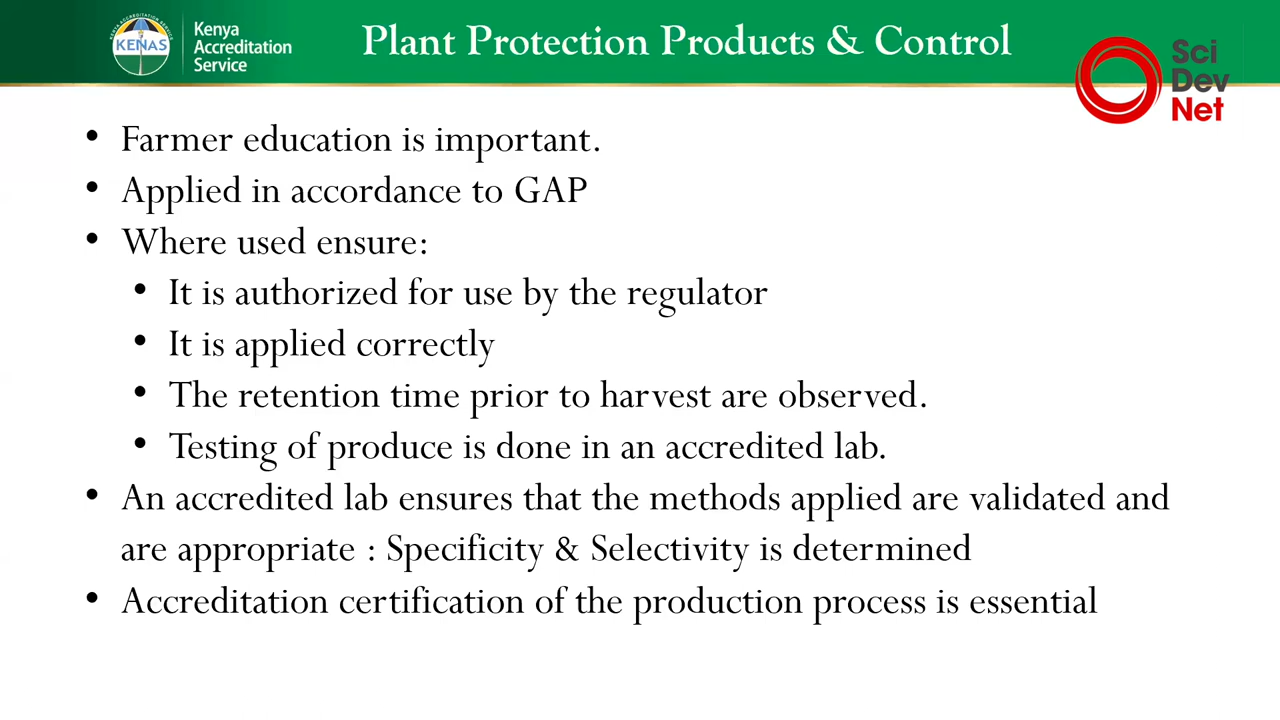 KENAS
Kenya
Accreditation
Service
Plant Protection Products & Control
Sci
Dev
Net
• Farmer education is important.
• Applied in accordance to GAP
• Where used ensure:
• It is authorized for use by the regulator
• It is applied correctly
• The retention time prior to harvest are observed.
• Testing of produce is done in an accredited lab.
• An accredited lab ensures that the methods applied are validated and
are appropriate : Specificity & Selectivity is determined
• Accreditation certification of the production process is essential